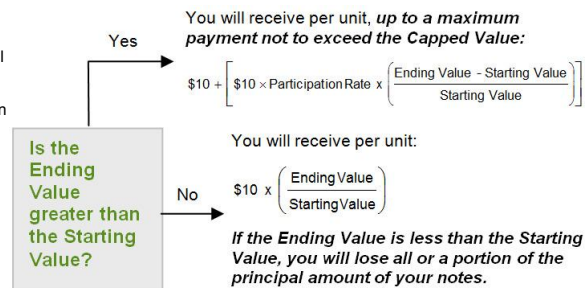 You will receive per unit, up to a maximum
payment not to exceed the Capped Value:
Yes
$10 + [ $10 × Participation Rate x ( Ending Value - Starting Value / Starting Value ) ]
l
n
Is the
Ending
Value
greater than
the Starting
Value?
No
You will receive per unit:
$10 x ( Ending Value / Starting Value )
If the Ending Value is less than the Starting
Value, you will lose all or a portion of the
principal amount of your notes.